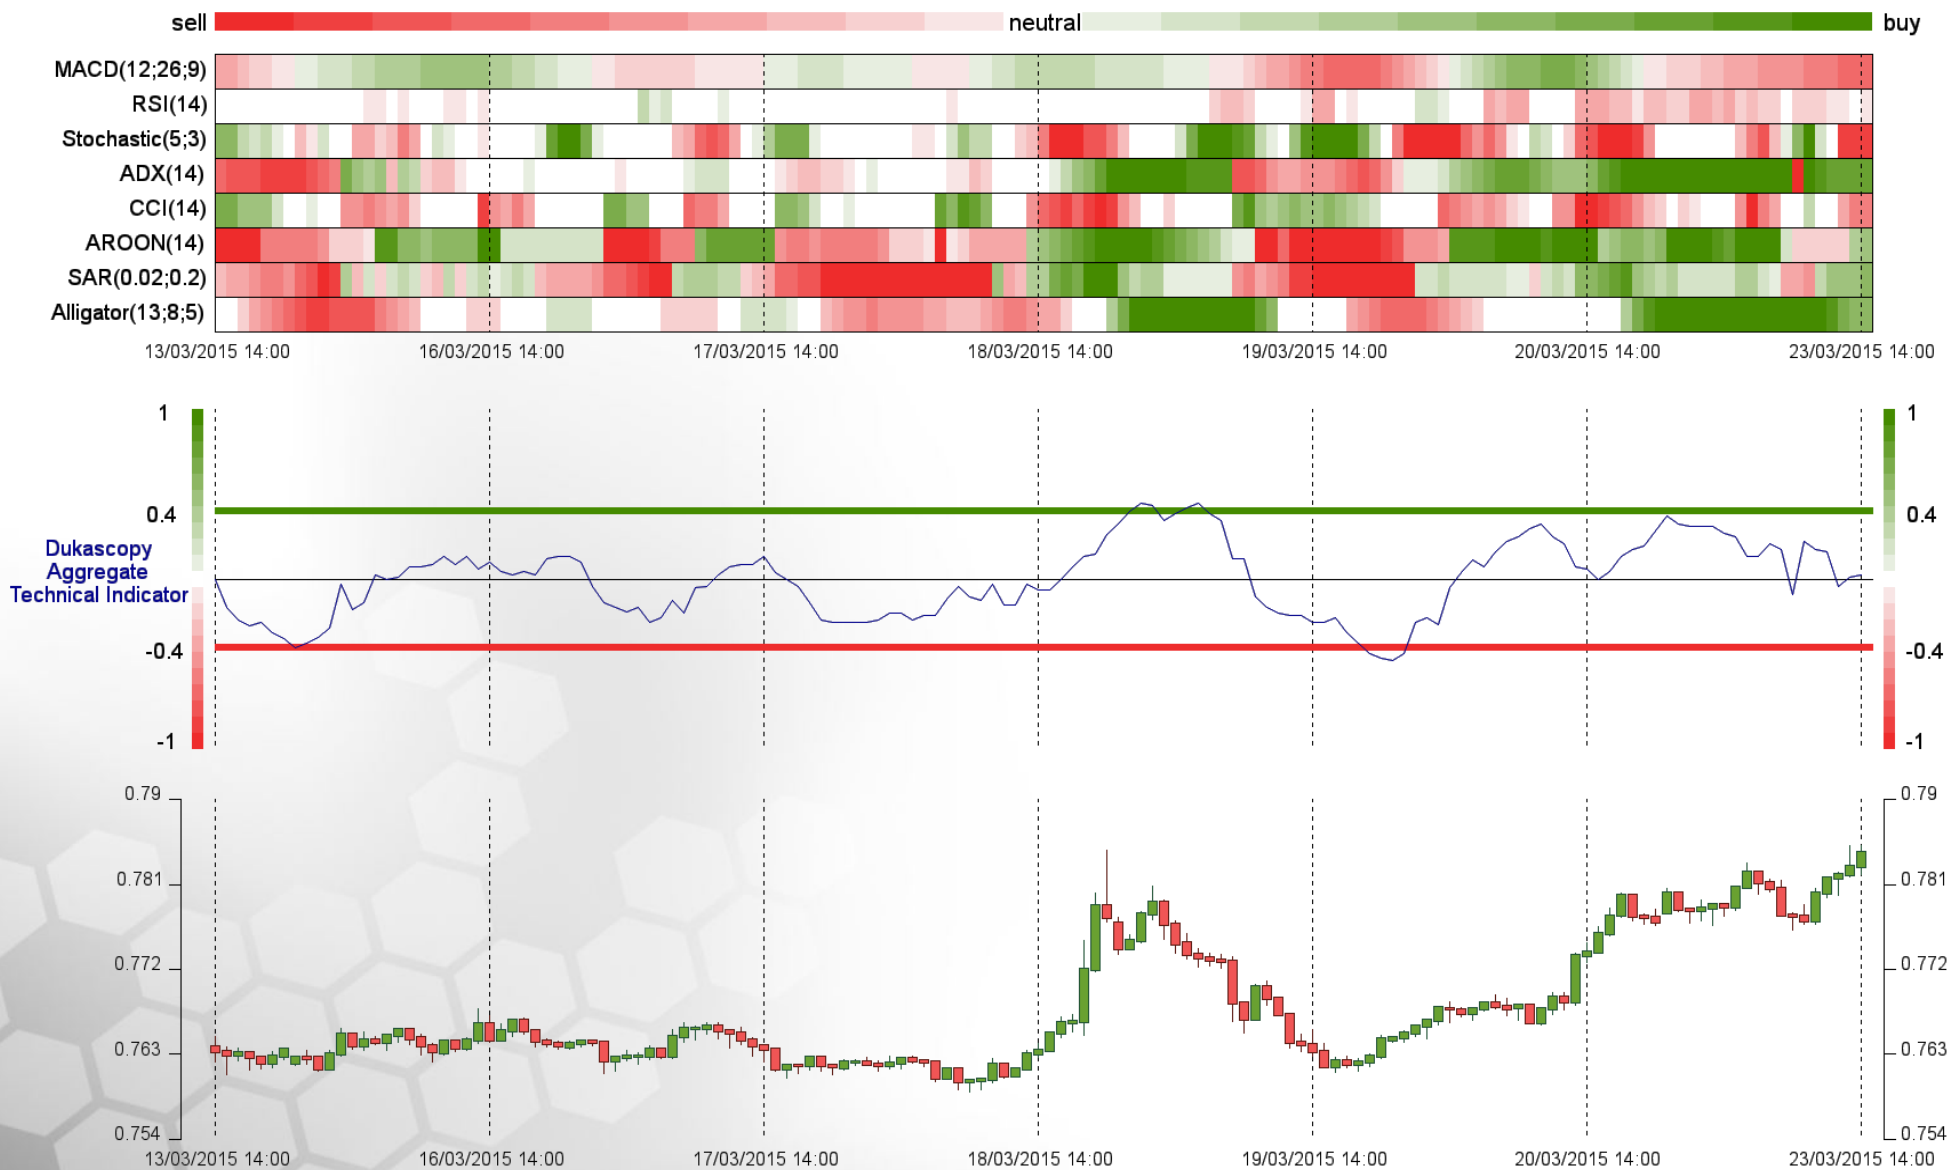 sell neutral buy
MACD(12;26;9)
RSI(14)
Stochastic(5;3)
ADX(14)
CCI(14)
AROON(14)
SAR(0.02;0.2)
Alligator(13;8;5)
13/03/2015 14:00 16/03/2015 14:00 17/03/2015 14:00 18/03/2015 14:00 19/03/2015 14:00 20/03/2015 14:00 23/03/2015 14:00
1 1
0.4 0.4
Dukascopy
Aggregate
Technical Indicator
-0.4 -0.4
-1 -1
0.79 0.79
0.781 0.781
0.772 0.772
0.763 0.763
0.754 0.754
13/03/2015 14:00 16/03/2015 14:00 17/03/2015 14:00 18/03/2015 14:00 19/03/2015 14:00 20/03/2015 14:00 23/03/2015 14:00